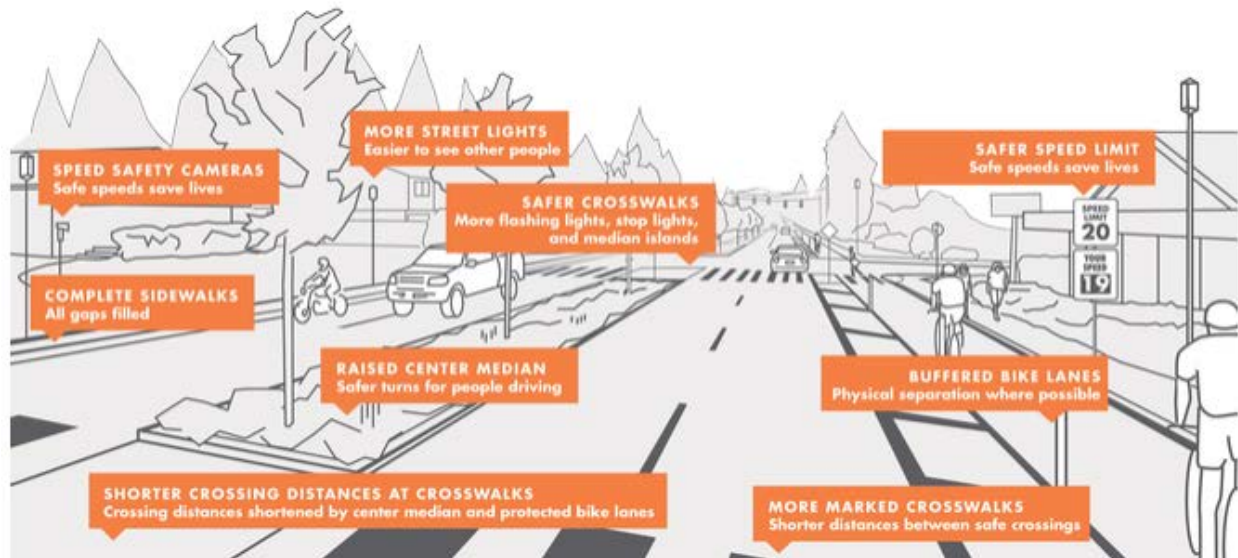 MORE STREET LIGHTS
Easier to see other people
SPEED SAFETY CAMERAS
Safe speeds save lives
SAFER SPEED LIMIT
Safe speeds save lives
SAFER CROSSWALKS
More flashing lights, stop lights,
and median islands
SPEED
LIMIT
20
YOUR
SPEED
19
COMPLETE SIDEWALKS
All gaps filled
RAISED CENTER MEDIAN
Safer turns for people driving
BUFFERED BIKE LANES
Physical separation where possible
SHORTER CROSSING DISTANCES AT CROSSWALKS
Crossing distances shortened by center median and protected bike lanes
MORE MARKED CROSSWALKS
Shorter distances between safe crossings